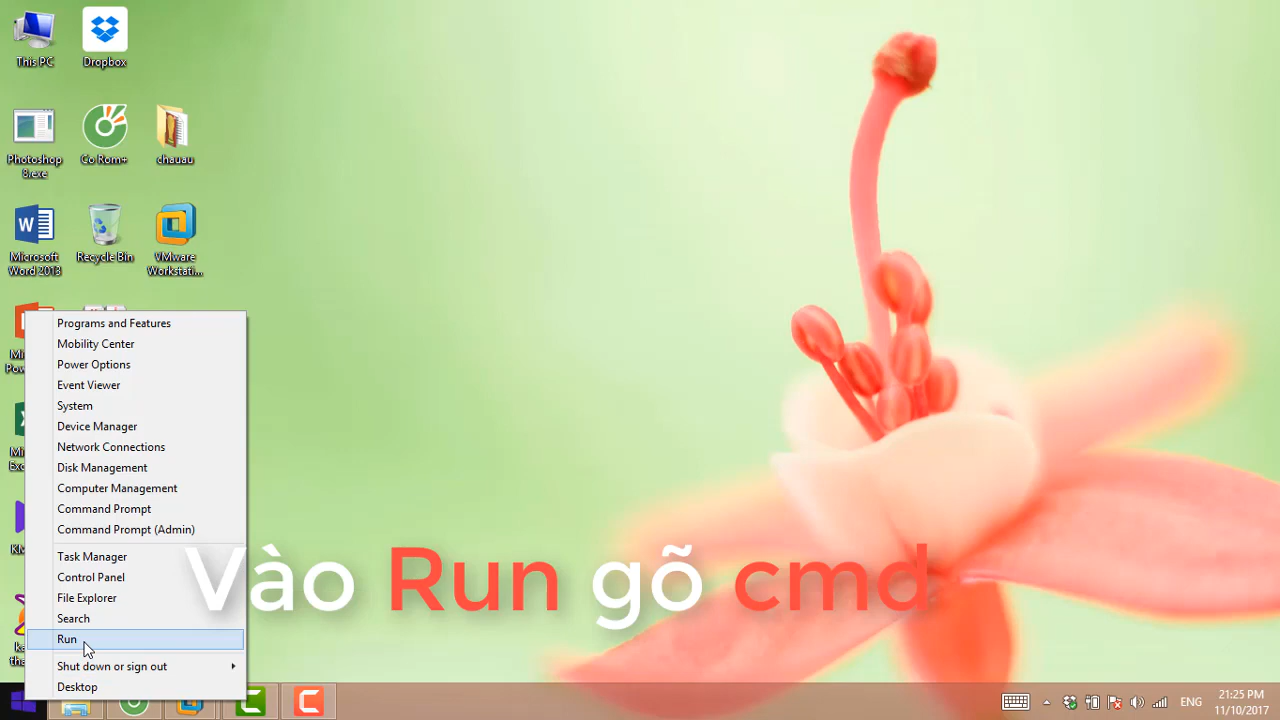 This PC
Dropbox
Photoshop
8.exe
Cờ Rom+
chauau
Microsoft
Word 2013
Recycle Bin
VMware
Workstati...
Programs and Features
Mobility Center
Power Options
Event Viewer
System
Device Manager
Network Connections
Disk Management
Computer Management
Command Prompt
Command Prompt (Admin)
Task Manager
Control Panel
File Explorer
Search
Run
Shut down or sign out
Desktop
Vào Run gõ cmd
ENG
21:25 PM
11/10/2017